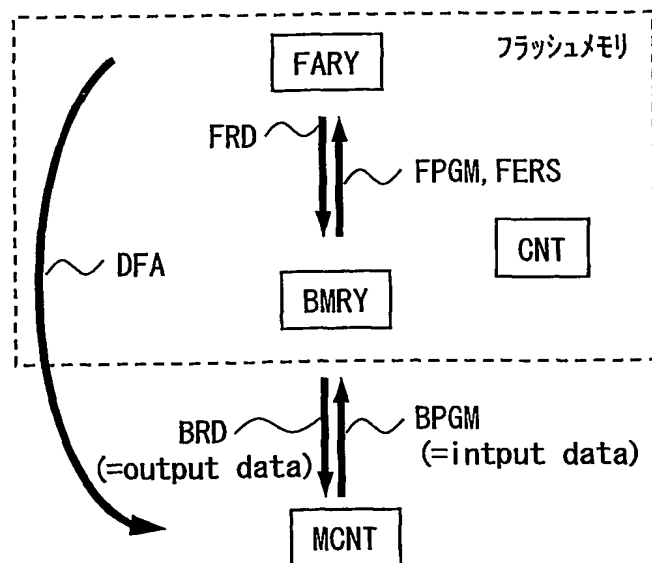 フラッシュメモリ
FARY
FRD
FPGM, FERS
CNT
DFA
BMRY
BRD
(=output data)
BPGM
(=intput data)
MCNT